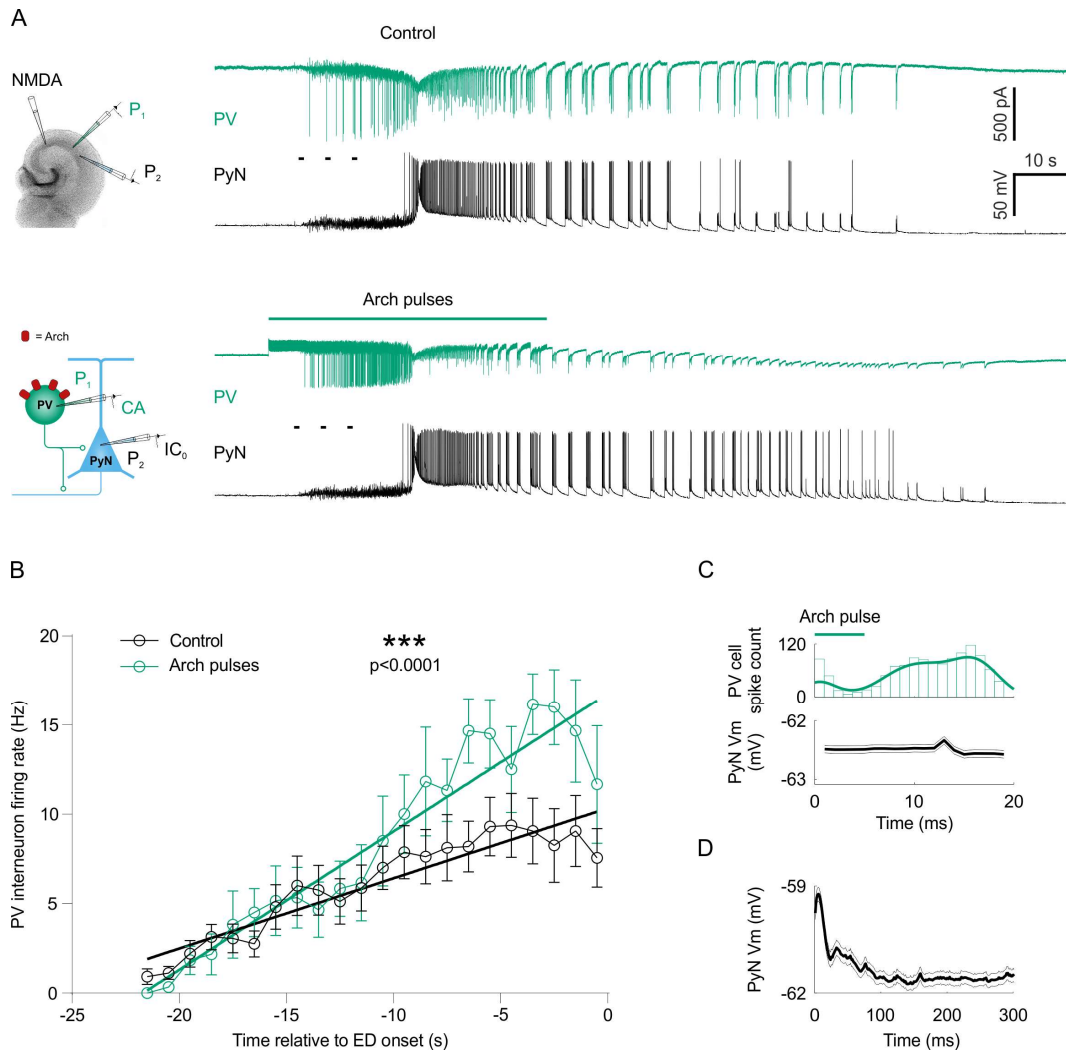 A
Control
NMDA
P1
P2
PV
PyN
500 pA
10 s
50 mV
Arch pulses
= Arch
P1
PV
CA
PyN
P2
IC0
PV
PyN
B
20
15
10
5
0
PV interneuron firing rate (Hz)
Control
Arch pulses
***
p<0.0001
-25
-20
-15
-10
-5
0
Time relative to ED onset (s)
C
Arch pulse
PV cell
spike count
120
0
PyN Vm
(mV)
-62
-63
0
10
20
Time (ms)
D
PyN Vm (mV)
-59
-62
0
100
200
300
Time (ms)